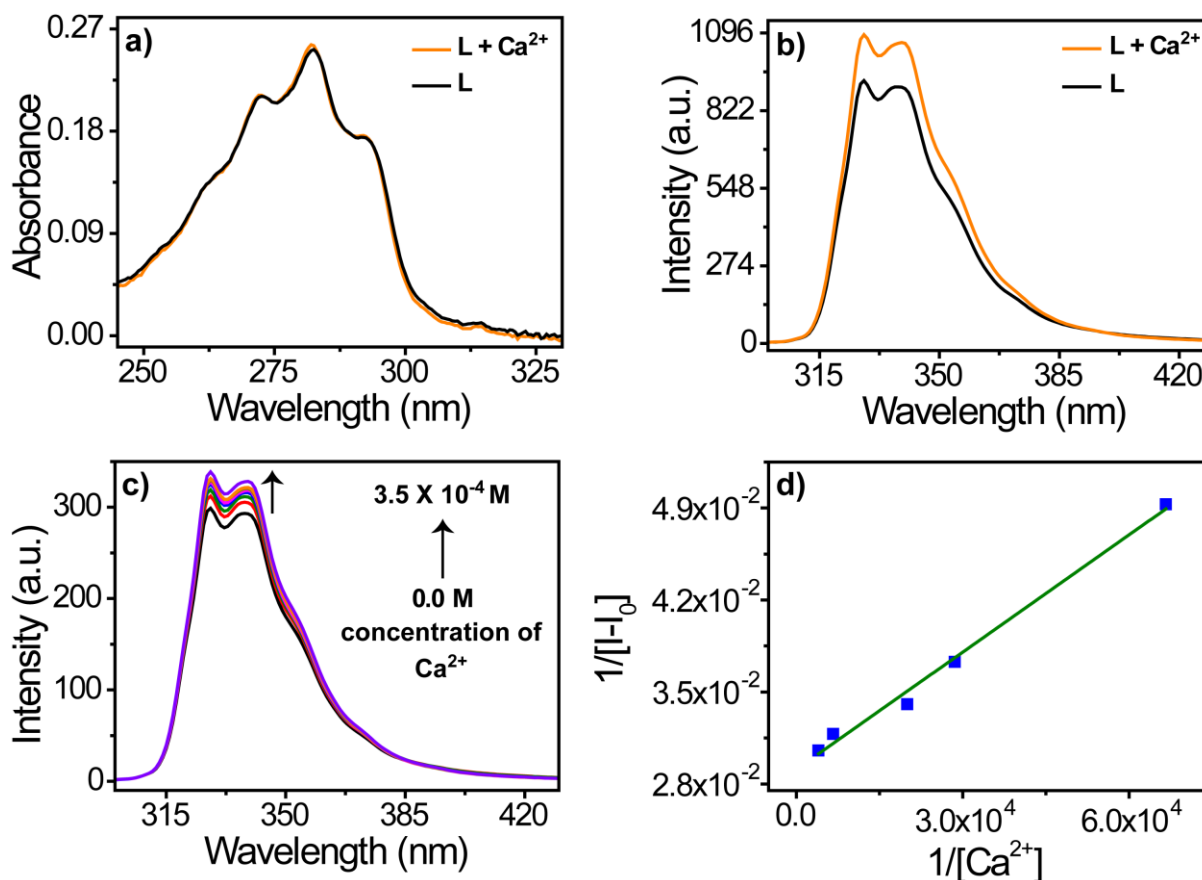 a)
L + Ca²⁺
L
0.27
0.18
0.09
0.00
Absorbance
250 275 300 325
Wavelength (nm)
b)
L + Ca²⁺
L
1096
822
548
274
0
Intensity (a.u.)
315 350 385 420
Wavelength (nm)
c)
3.5 X 10⁻⁴ M
0.0 M
concentration of
Ca²⁺
300
200
100
0
Intensity (a.u.)
315 350 385 420
Wavelength (nm)
d)
4.9x10⁻²
4.2x10⁻²
3.5x10⁻²
2.8x10⁻²
1/[I-I₀]
0.0 3.0x10⁴ 6.0x10⁴
1/[Ca²⁺]